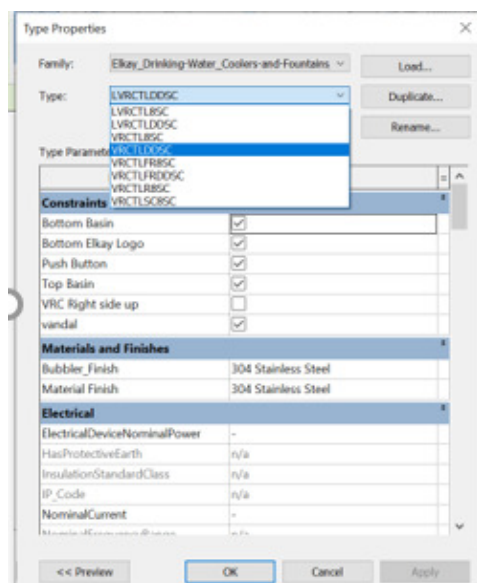 Type Properties
Family: Elkay_Drinking-Water_Coolers-and-Fountains Load...
Type: LVRCTLDDSC Duplicate...
LVRCTL8SC
LVRCTLDDSC
VRCTL8SC
Rename...
VRCTLDDSC
Type Paramet
VRCTLFR8SC
VRCTLFRDDSC
VRCTLR8SC
=
VRCTLSC8SC
Constraints
Bottom Basin
Bottom Elkay Logo
Push Button
Top Basin
VRC Right side up
vandal
Materials and Finishes
Bubbler_Finish 304 Stainless Steel
Material Finish 304 Stainless Steel
Electrical
ElectricalDeviceNominalPower -
HasProtectiveEarth n/a
InsulationStandardClass n/a
IP_Code n/a
NominalCurrent -
NominalFrequencyRange n/a
<< Preview OK Cancel Apply